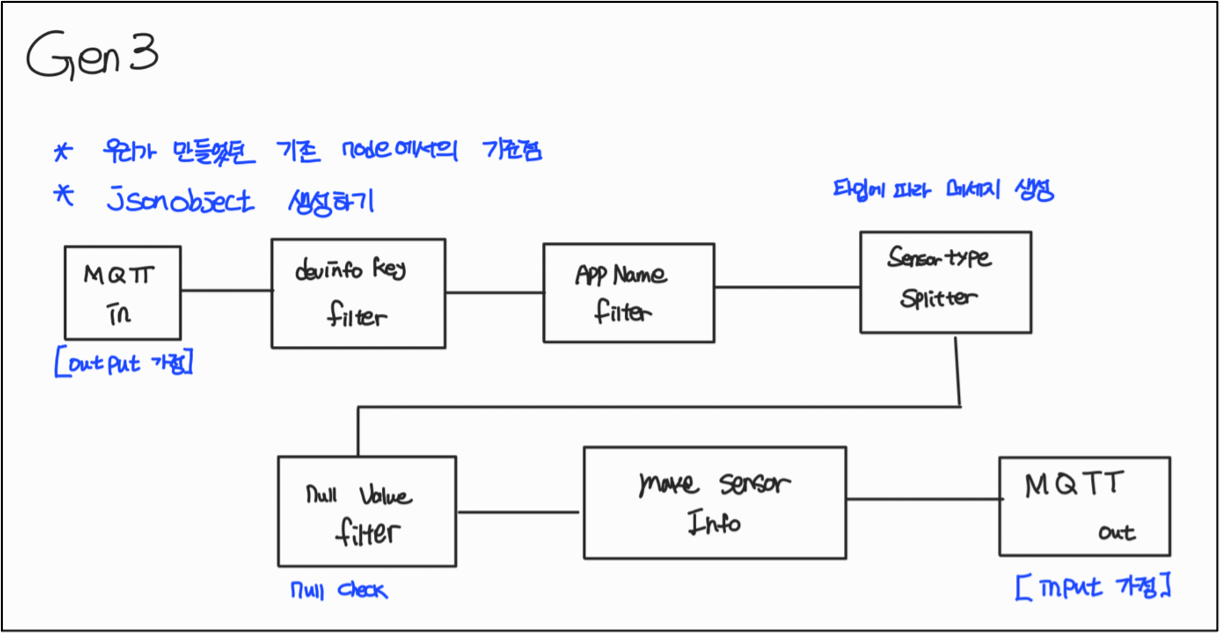 Gen 3
* 우리가 만들었던 기존 node에서의 기준점
* jsonobject 생성하기
타입에 따라 메세지 생성
MQTT
in
[output 가정]
devinfo key
filter
APP Name
filter
Sensor type
Splitter
null value
filter
null check
make sensor
Info
MQTT
out
[input 가정]